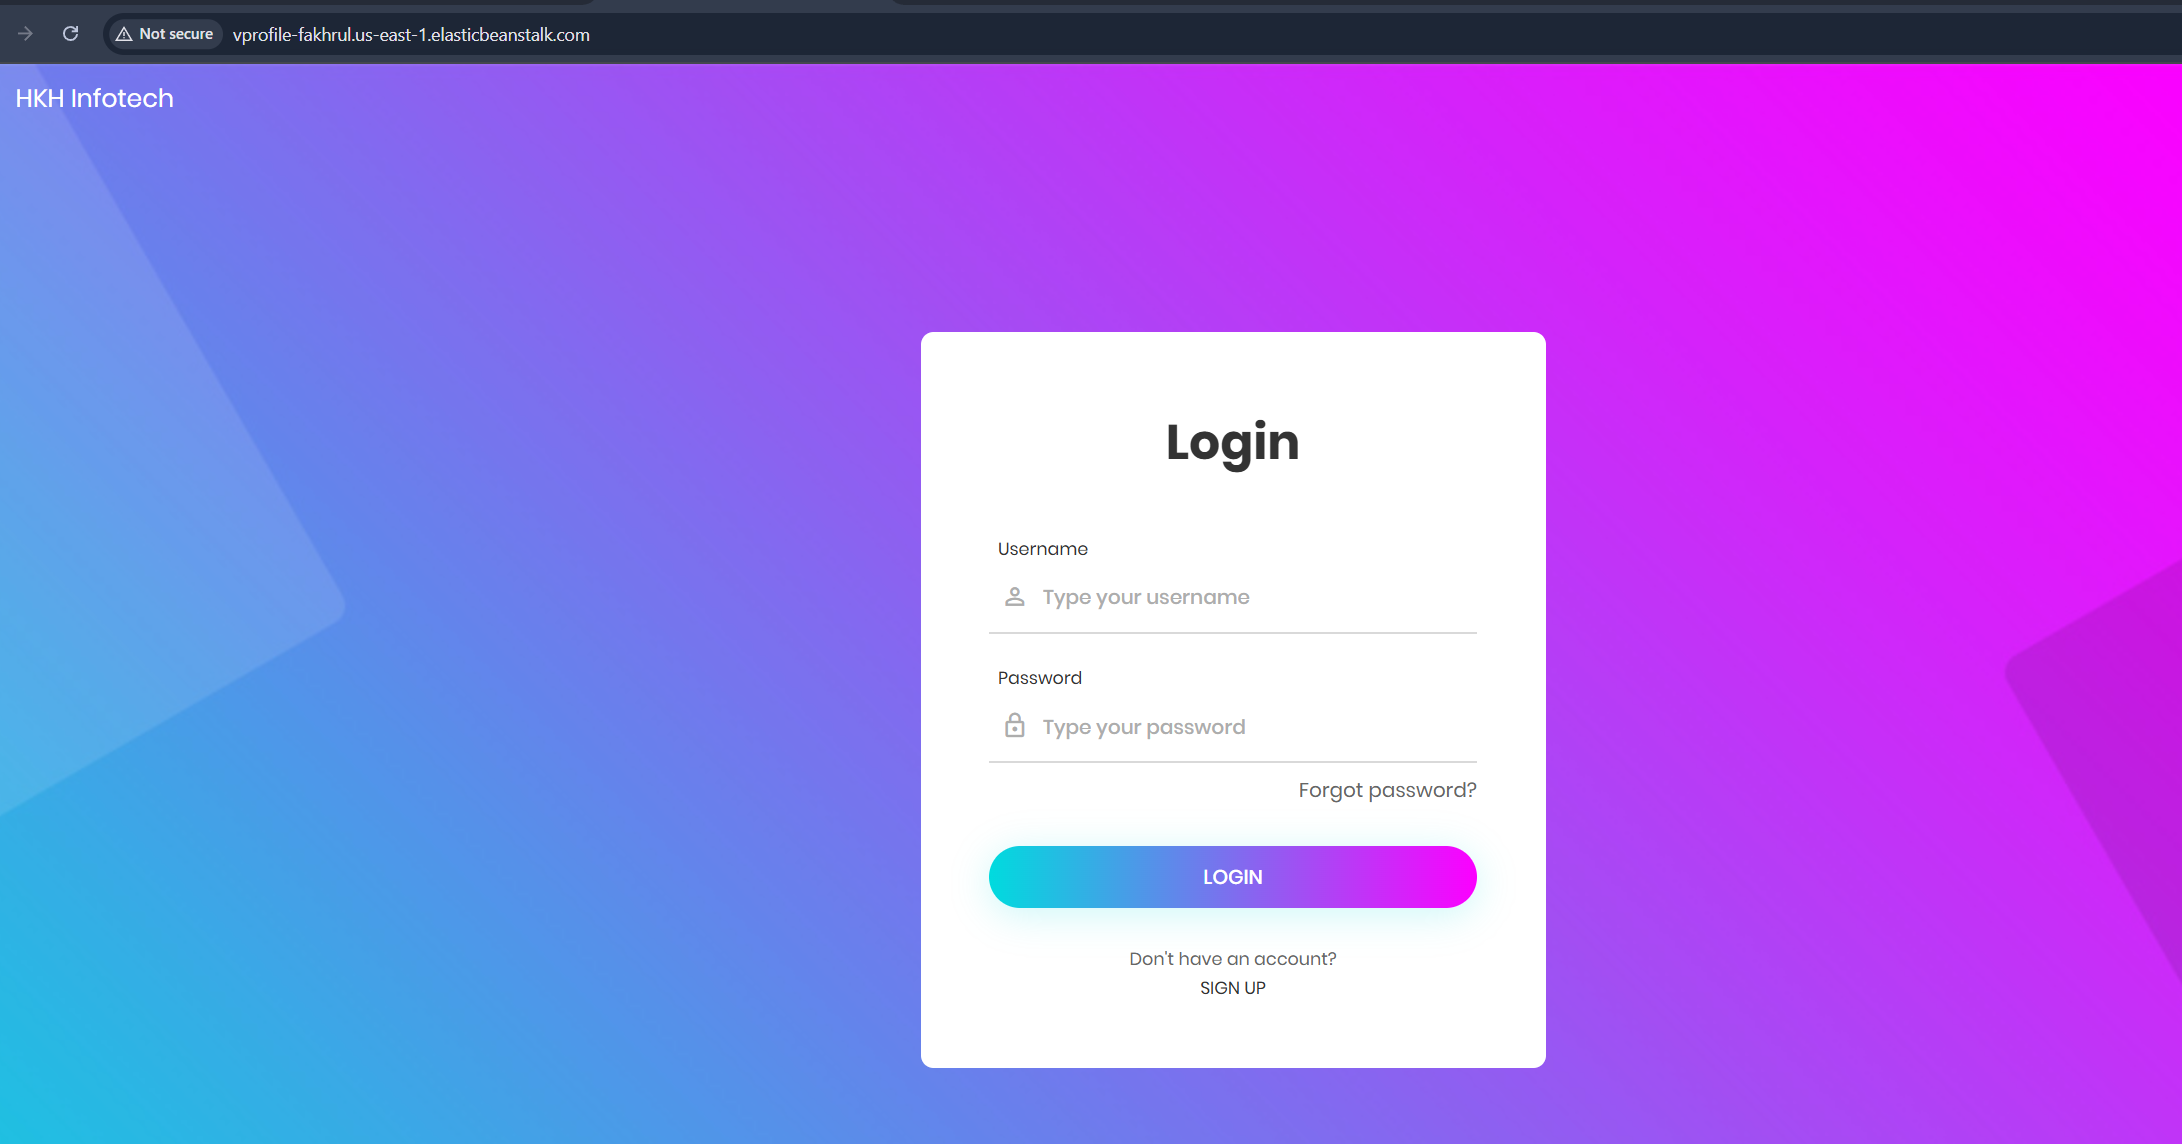 Not secure
vprofile-fakhrul.us-east-1.elasticbeanstalk.com
HKH Infotech
Login
Username
Type your username
Password
Type your password
Forgot password?
LOGIN
Don't have an account?
SIGN UP